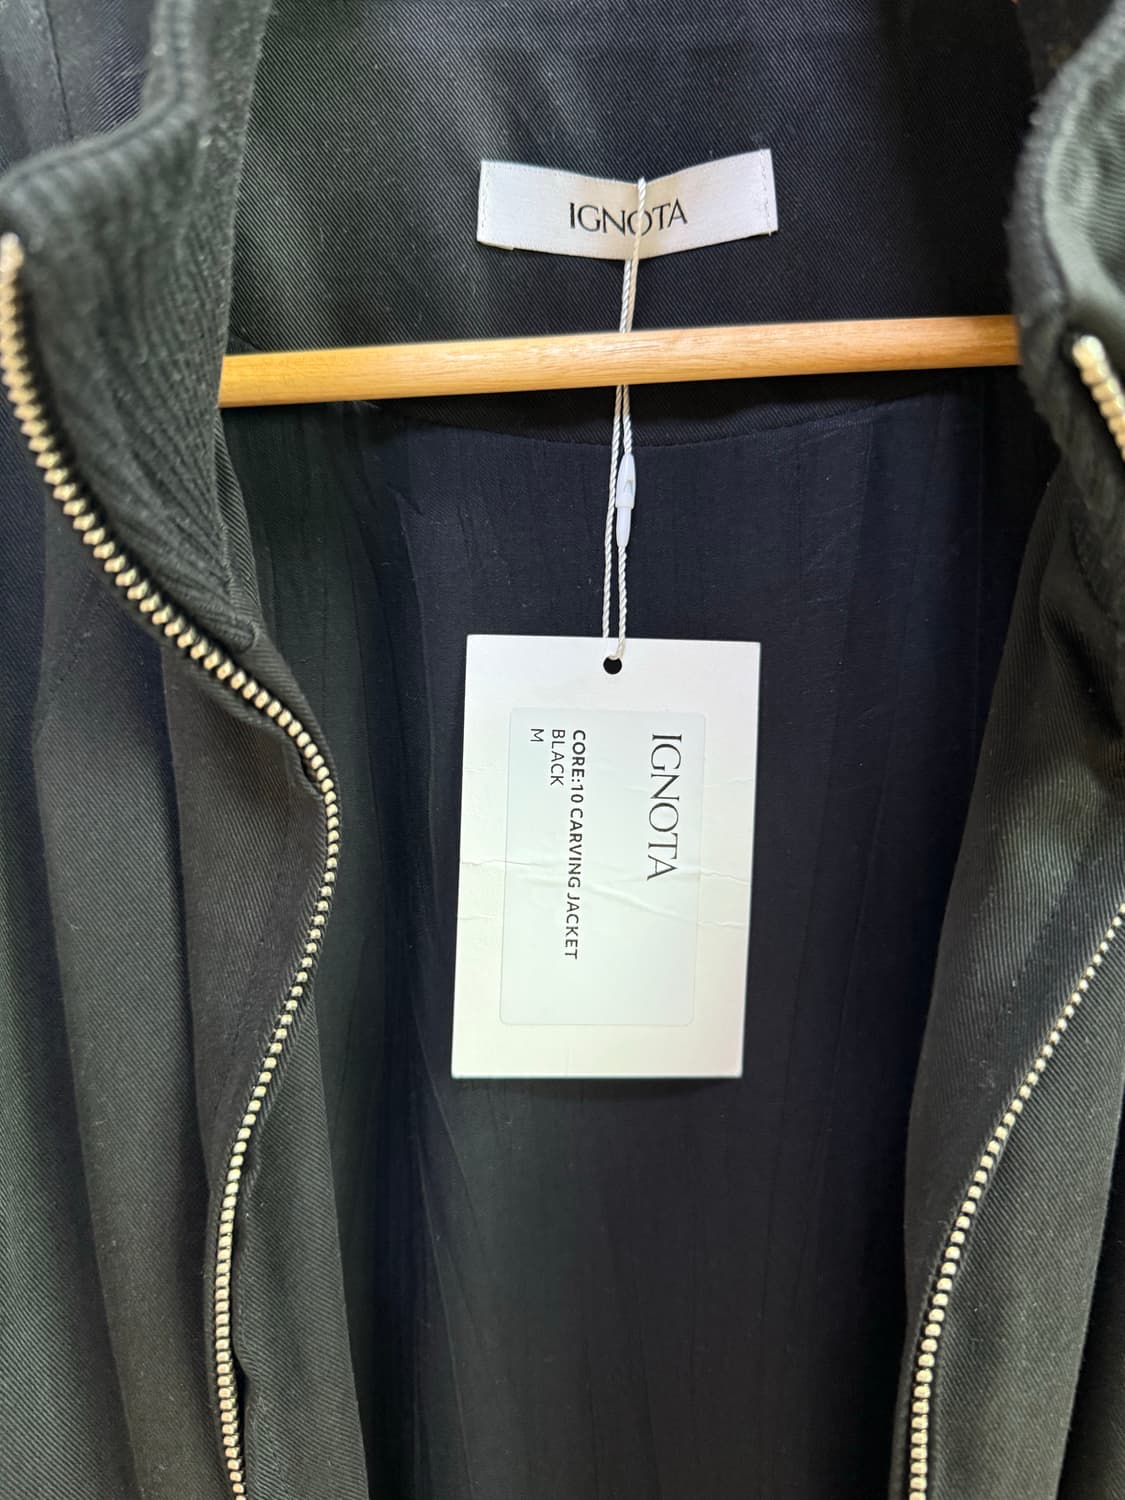 IGNOTA
IGNOTA
CORE:10 CARVING JACKET
BLACK
M